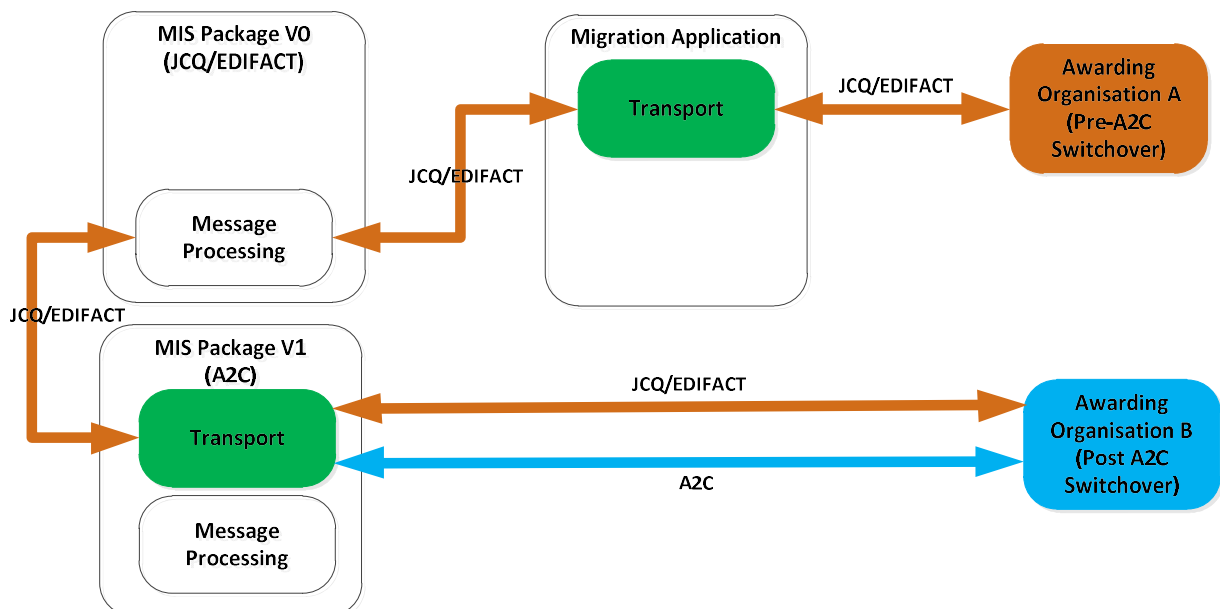 MIS Package V0
(JCQ/EDIFACT)
Message
Processing
JCQ/EDIFACT
Migration Application
Transport
JCQ/EDIFACT
Awarding
Organisation A
(Pre-A2C
Switchover)
JCQ/EDIFACT
MIS Package V1
(A2C)
Transport
Message
Processing
JCQ/EDIFACT
A2C
Awarding
Organisation B
(Post A2C
Switchover)